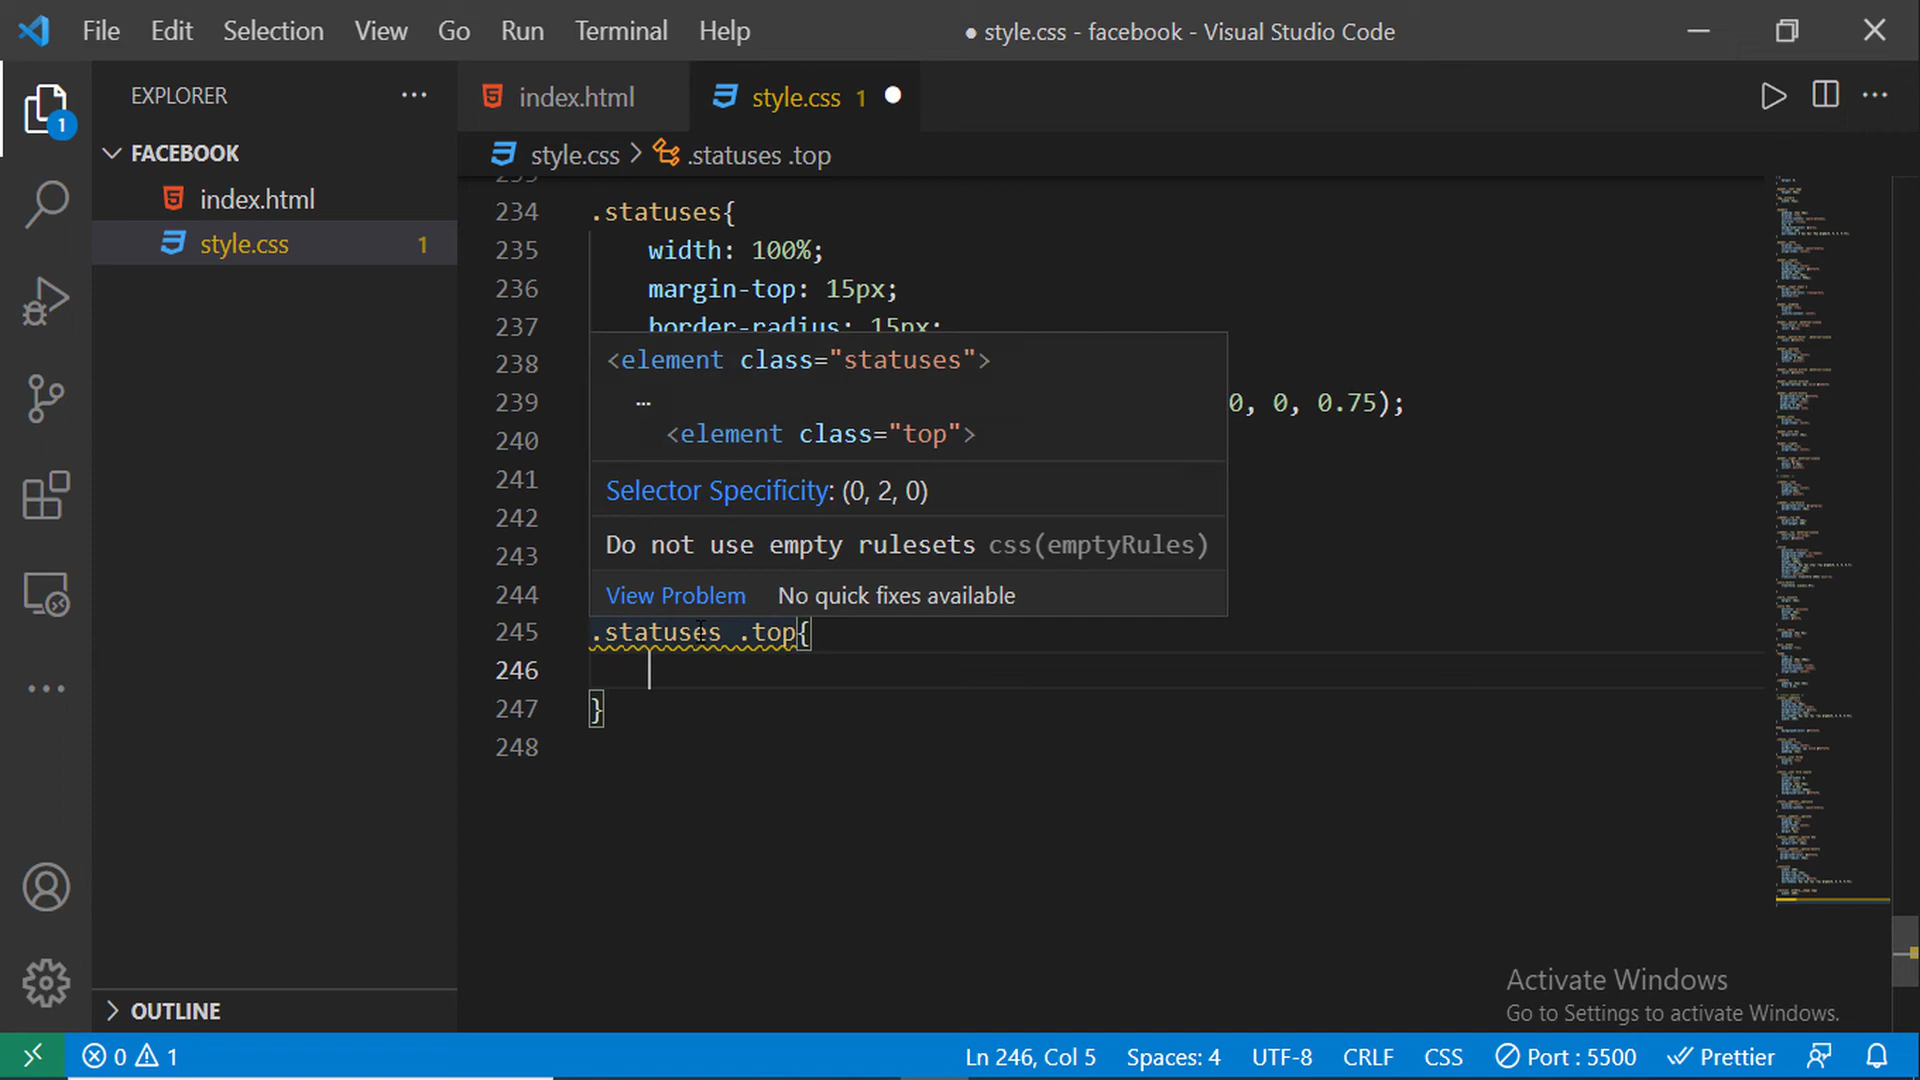 File Edit Selection View Go Run Terminal Help
● style.css - facebook - Visual Studio Code
EXPLORER
index.html
style.css 1
1
FACEBOOK
style.css > .statuses .top
index.html
style.css 1
234 .statuses{
235 width: 100%;
236 margin-top: 15px;
237 border-radius: 15px;
238
<element class="statuses">
239 0, 0, 0.75);
…
240
<element class="top">
241
Selector Specificity: (0, 2, 0)
242
243
Do not use empty rulesets css(emptyRules)
244
View Problem No quick fixes available
245 .statuses .top{
246
247 }
248
OUTLINE
Activate Windows
Go to Settings to activate Windows.
0 1
Ln 246, Col 5 Spaces: 4 UTF-8 CRLF CSS Port : 5500 Prettier